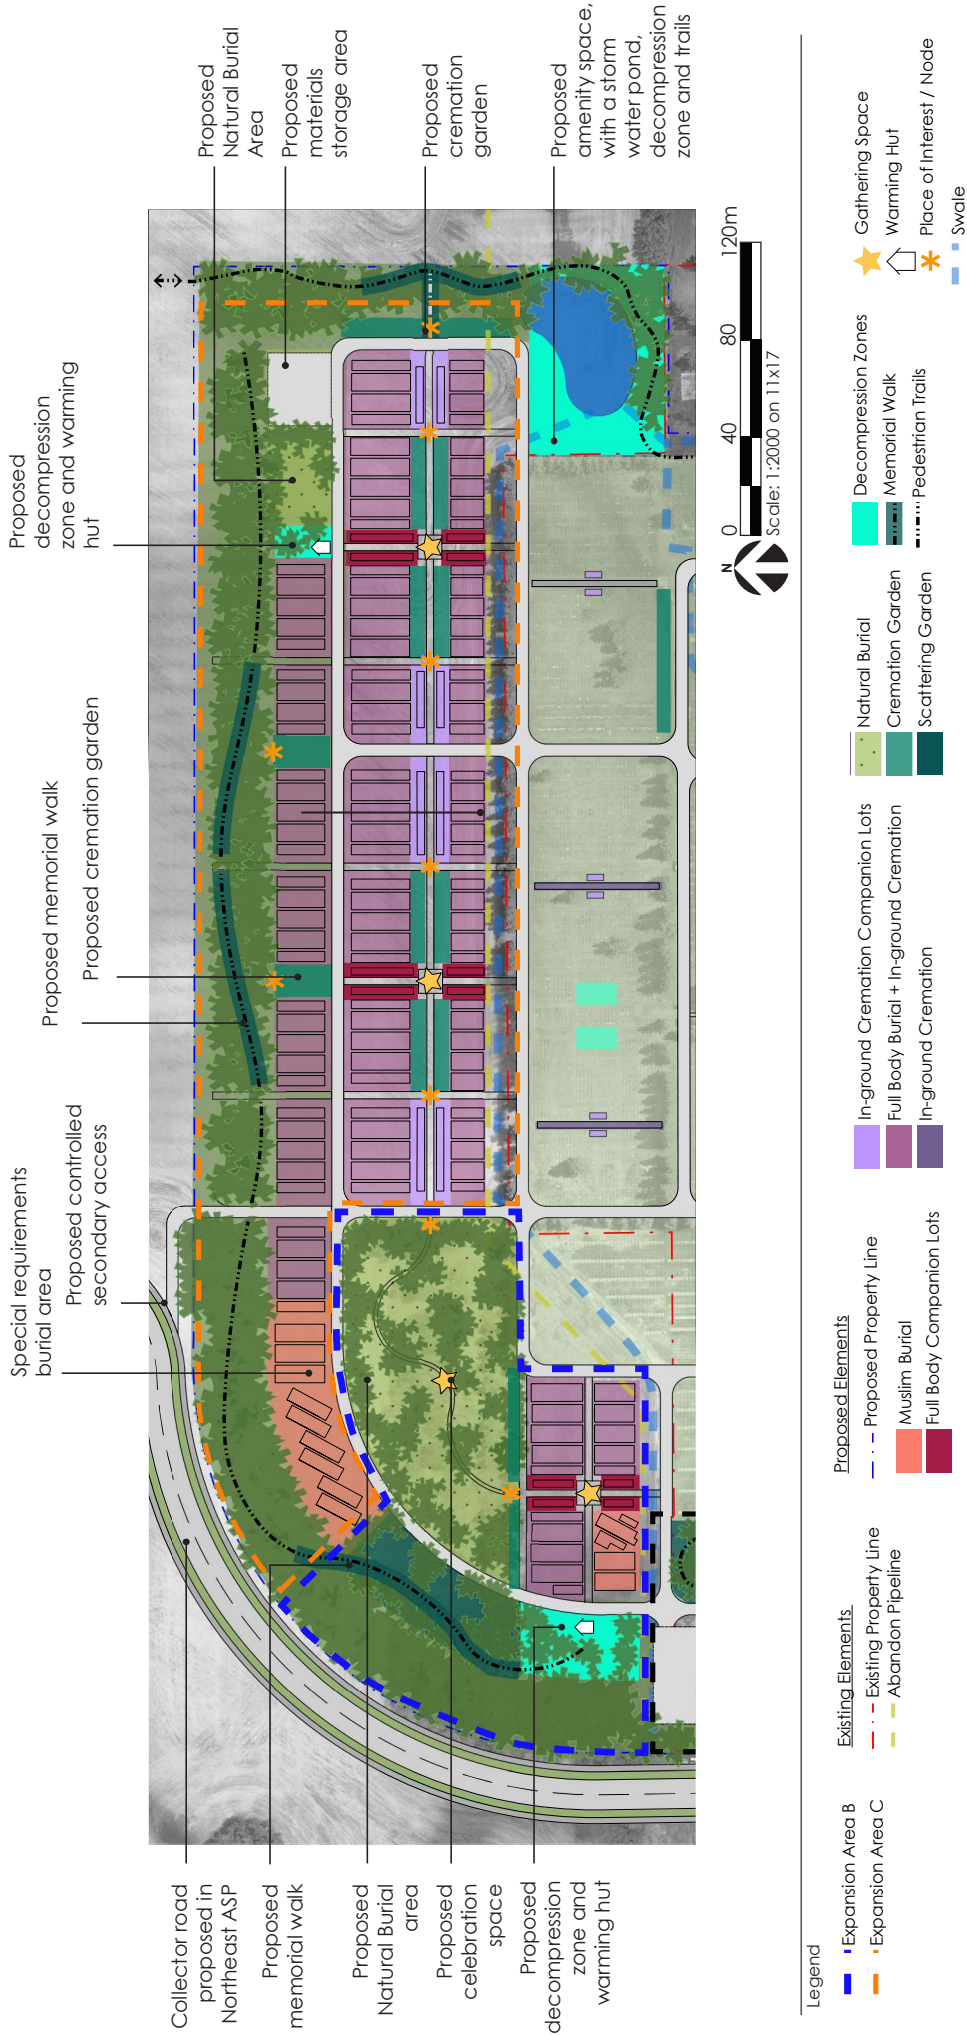 Special requirements
burial area
Proposed controlled
secondary access
Proposed memorial walk
Proposed cremation garden
Proposed
decompression
zone and warming
hut
Proposed
Natural Burial
Area
Proposed
materials
storage area
Proposed
cremation
garden
Proposed
amenity space,
with a storm
water pond,
decompression
zone and trails
Collector road
proposed in
Northeast ASP
Proposed
memorial walk
Proposed
Natural Burial
area
Proposed
celebration
space
Proposed
decompression
zone and
warming hut
N
0 40 80 120m
Scale: 1:2000 on 11x17
Legend
Expansion Area B
Expansion Area C
Existing Elements
Existing Property Line
Abandon Pipeline
Proposed Elements
Proposed Property Line
Muslim Burial
Full Body Companion Lots
In-ground Cremation Companion Lots
Full Body Burial + In-ground Cremation
In-ground Cremation
Natural Burial
Cremation Garden
Scattering Garden
Decompression Zones
Memorial Walk
Pedestrian Trails
Gathering Space
Warming Hut
Place of Interest / Node
Swale